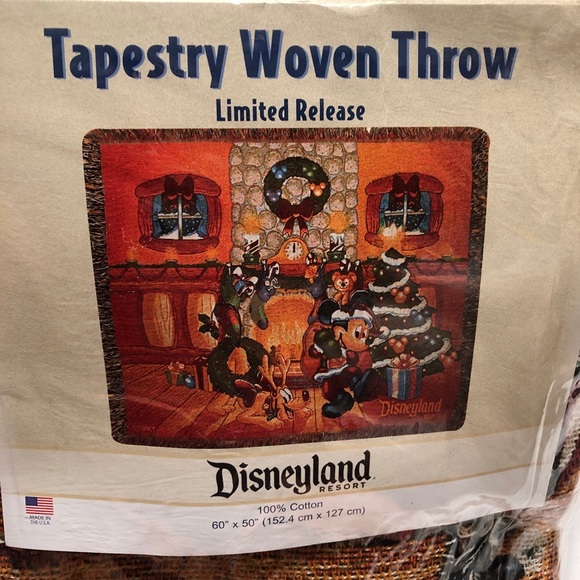 Tapestry Woven Throw
Limited Release
Disneyland
Disneyland
RESORT
MADE IN
THE U.S.A.
100% Cotton
60" x 50" (152.4 cm x 127 cm)